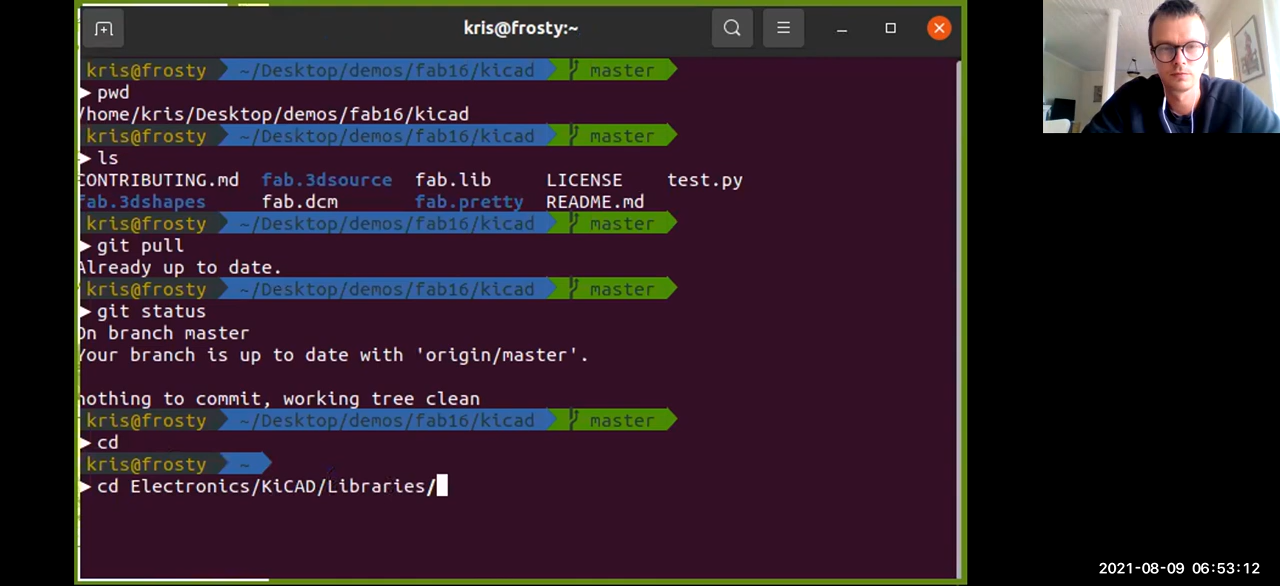 kris@frosty:~
kris@frosty ~/Desktop/demos/fab16/kicad master
pwd
/home/kris/Desktop/demos/fab16/kicad
kris@frosty ~/Desktop/demos/fab16/kicad master
ls
CONTRIBUTING.md fab.3dsource fab.lib LICENSE test.py
fab.3dshapes fab.dcm fab.pretty README.md
kris@frosty ~/Desktop/demos/fab16/kicad master
git pull
Already up to date.
kris@frosty ~/Desktop/demos/fab16/kicad master
git status
On branch master
Your branch is up to date with 'origin/master'.
nothing to commit, working tree clean
kris@frosty ~/Desktop/demos/fab16/kicad master
cd
kris@frosty ~
cd Electronics/KiCAD/Libraries/
2021-08-09 06:53:12